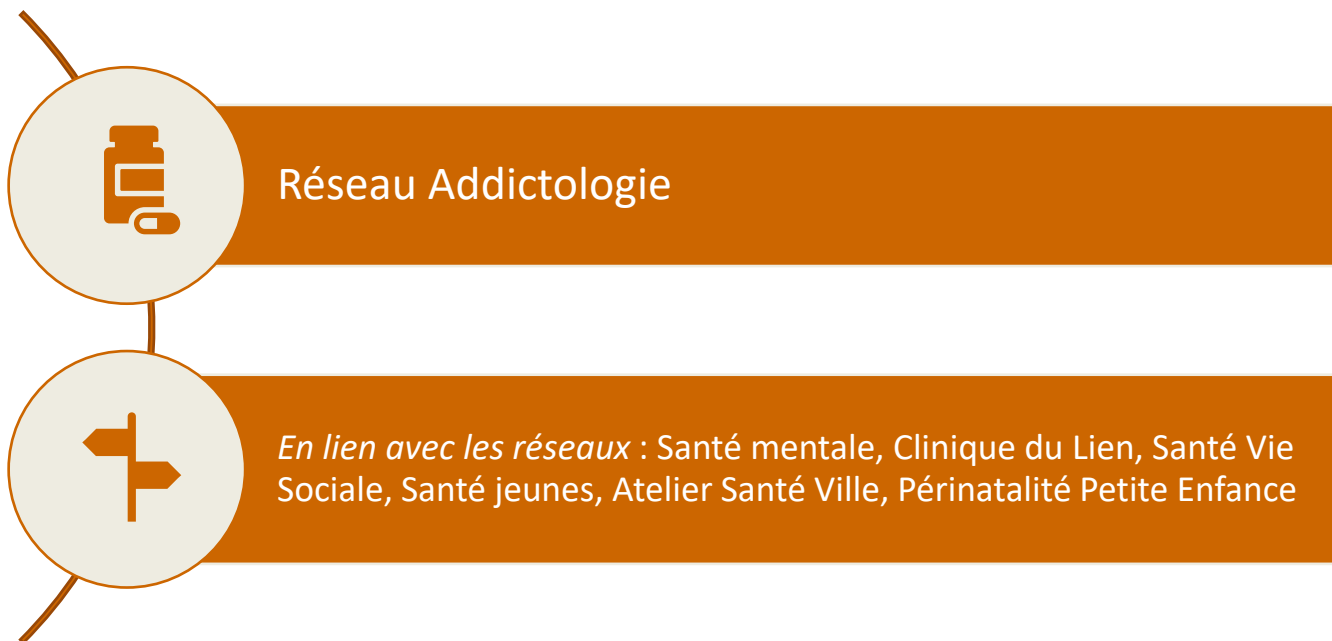 Réseau Addictologie
En lien avec les réseaux : Santé mentale, Clinique du Lien, Santé Vie
Sociale, Santé jeunes, Atelier Santé Ville, Périnatalité Petite Enfance